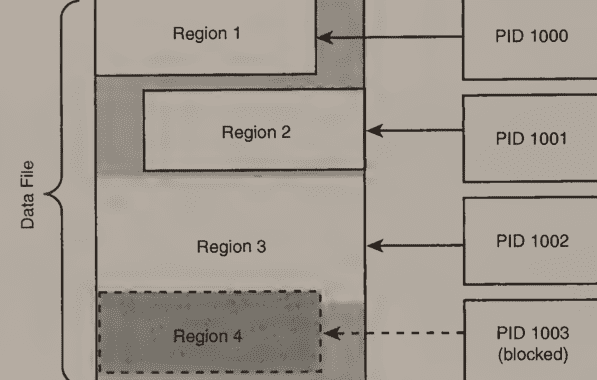 Region 1
PID 1000
Region 2
PID 1001
Data File
Region 3
PID 1002
Region 4
PID 1003
(blocked)